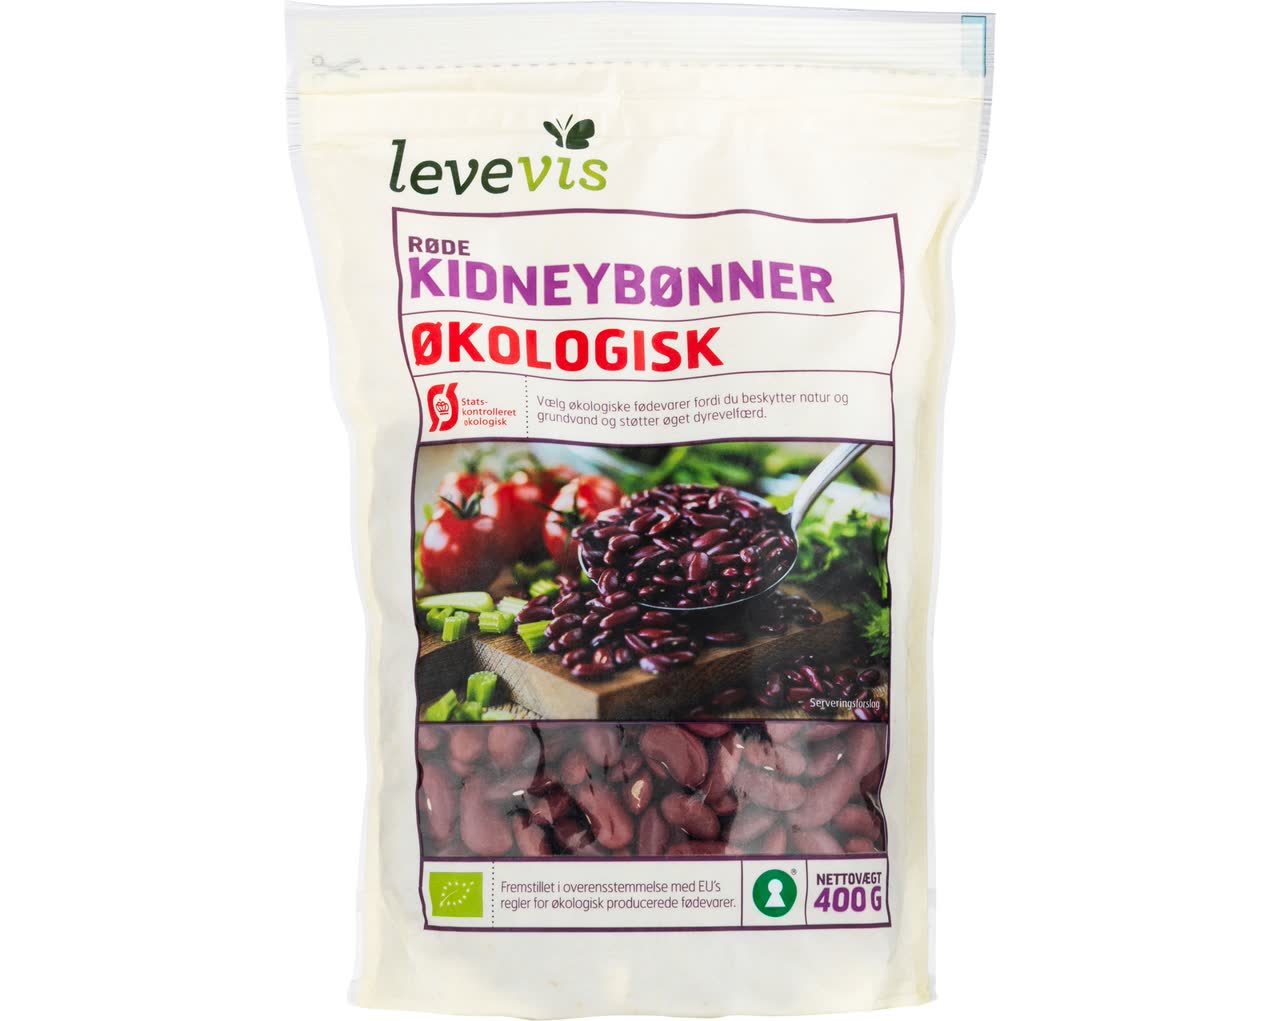 levevis
RØDE
KIDNEYBØNNER
ØKOLOGISK
Stats-
kontrolleret
økologisk
Vælg økologiske fødevarer fordi du beskytter natur og
grundvand og støtter øget dyrevelfærd.
Serveringsforslag
Fremstillet i overensstemmelse med EU's
regler for økologisk producerede fødevarer.
®
NETTOVÆGT
400 G